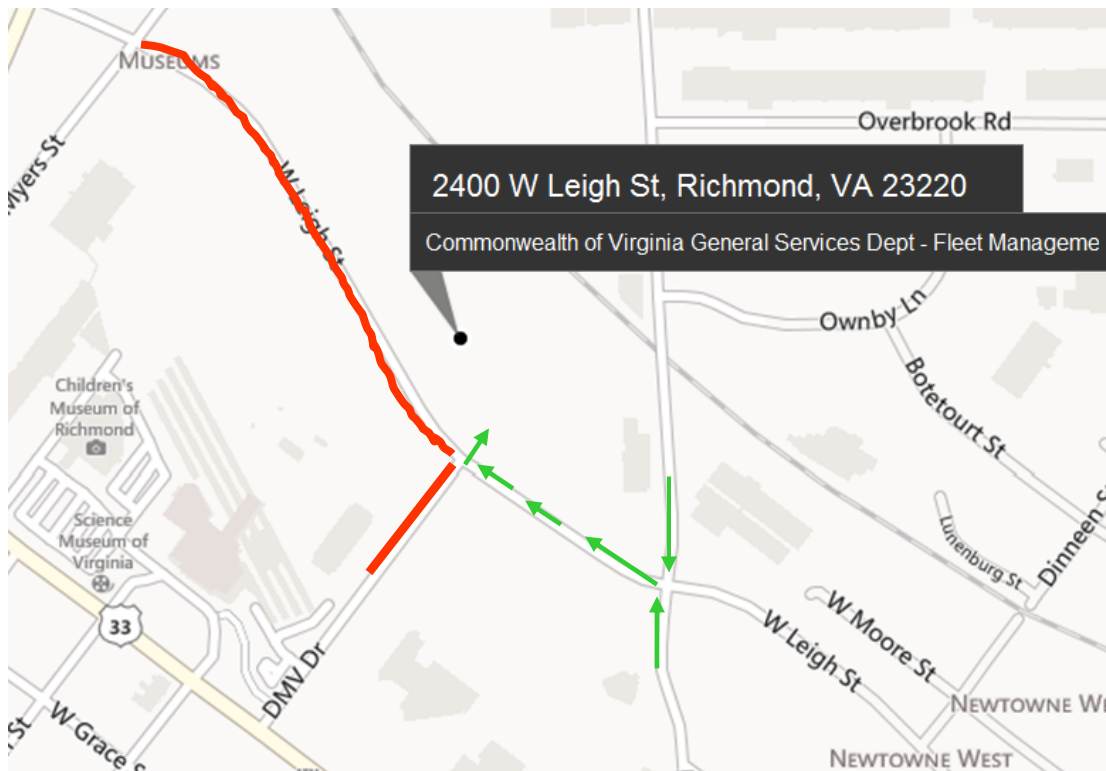 MUSEUMS
Overbrook Rd
Myers St
W Leigh St
2400 W Leigh St, Richmond, VA 23220
Commonwealth of Virginia General Services Dept - Fleet Manageme
Ownby Ln
Botetourt St
Children's
Museum of
Richmond
Science
Museum of
Virginia
33
Lunenburg St
Dinneen S
W Moore St
W Leigh St
DMV Dr
NEWTOWNE WE
W Grace S
St
NEWTOWNE WEST